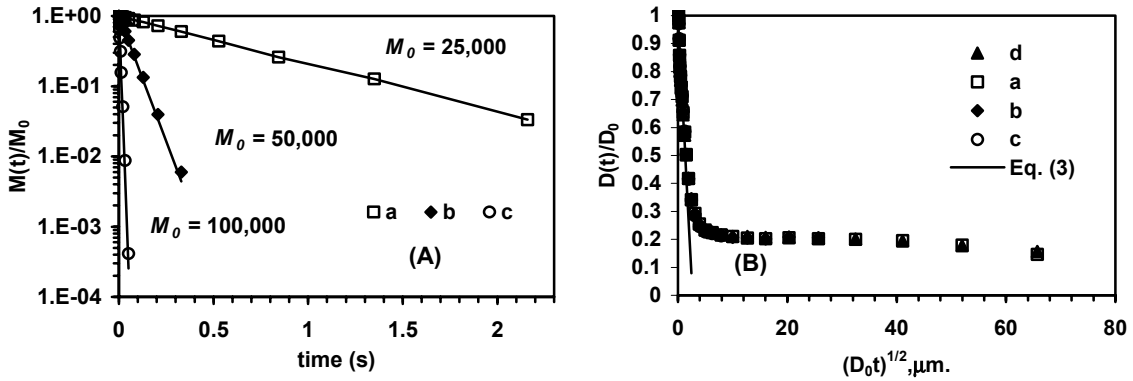 1.E+00
1.E-01
1.E-02
1.E-03
1.E-04
M(t)/M0
M0 = 25,000
M0 = 50,000
M0 = 100,000
a b c
(A)
0 0.5 1 1.5 2
time (s)
1
0.9
0.8
0.7
0.6
0.5
0.4
0.3
0.2
0.1
0
D(t)/D0
d
a
b
c
Eq. (3)
(B)
0 20 40 60 80
(D0t)1/2,μm.